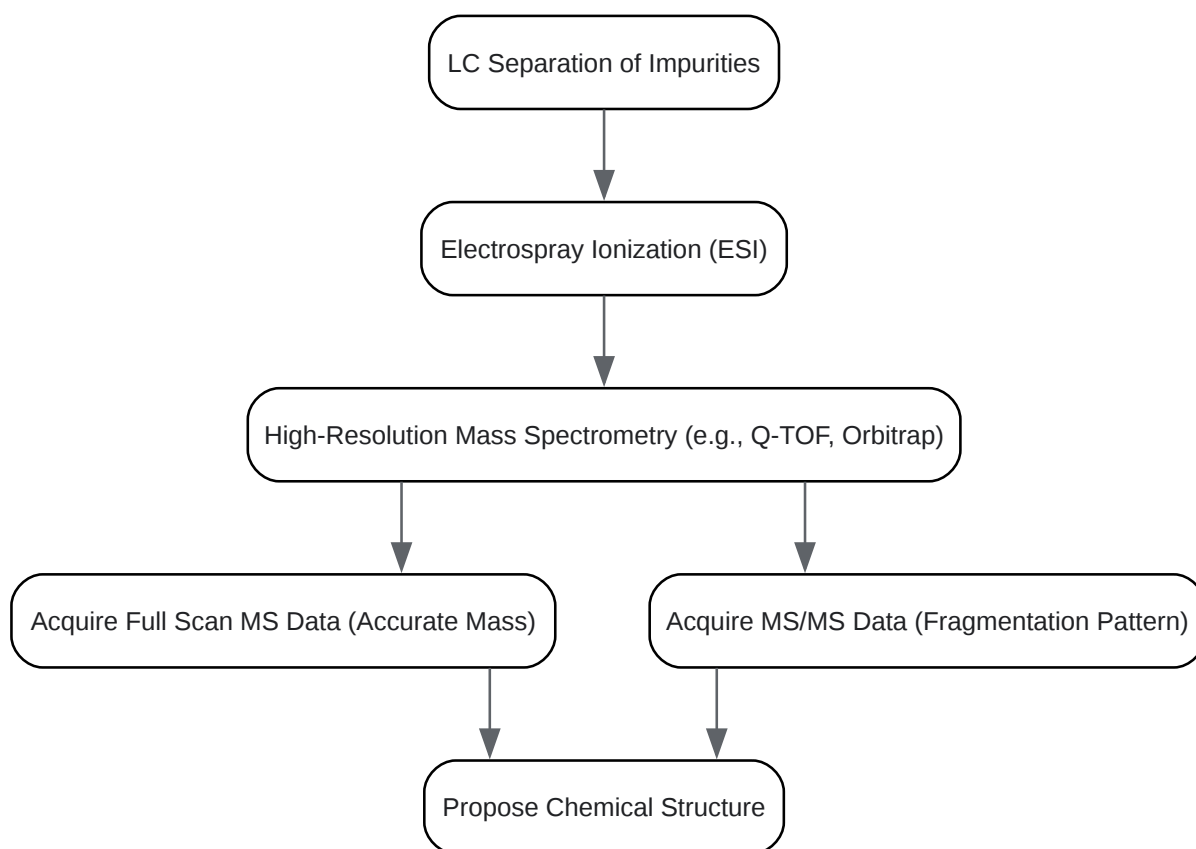 LC Separation of Impurities
Electrospray Ionization (ESI)
High-Resolution Mass Spectrometry (e.g., Q-TOF, Orbitrap)
Acquire Full Scan MS Data (Accurate Mass)
Acquire MS/MS Data (Fragmentation Pattern)
Propose Chemical Structure